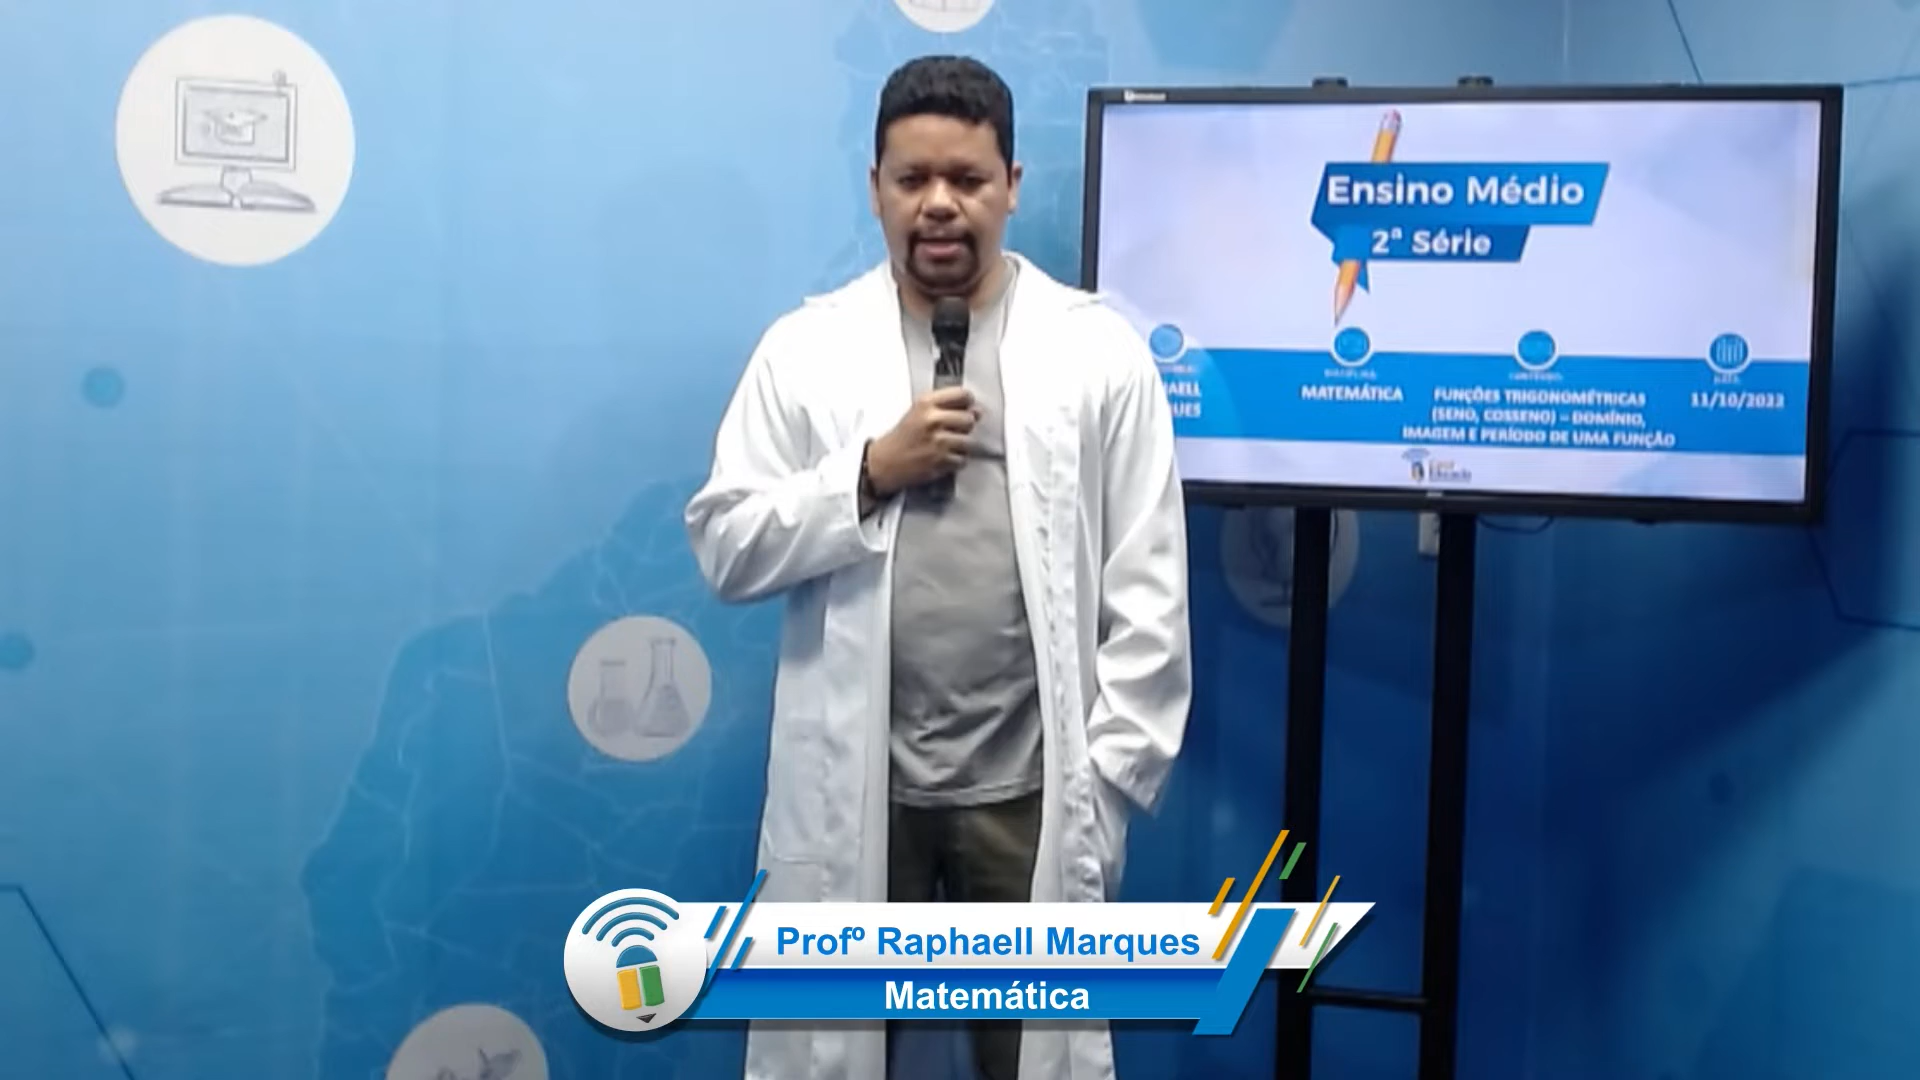 Ensino Médio
2ª Série
MATEMÁTICA
FUNÇÕES TRIGONOMÉTRICAS
(SENO, COSSENO) – DOMÍNIO,
IMAGEM E PERÍODO DE UMA FUNÇÃO
11/10/2022
Profº Raphaell Marques
Matemática